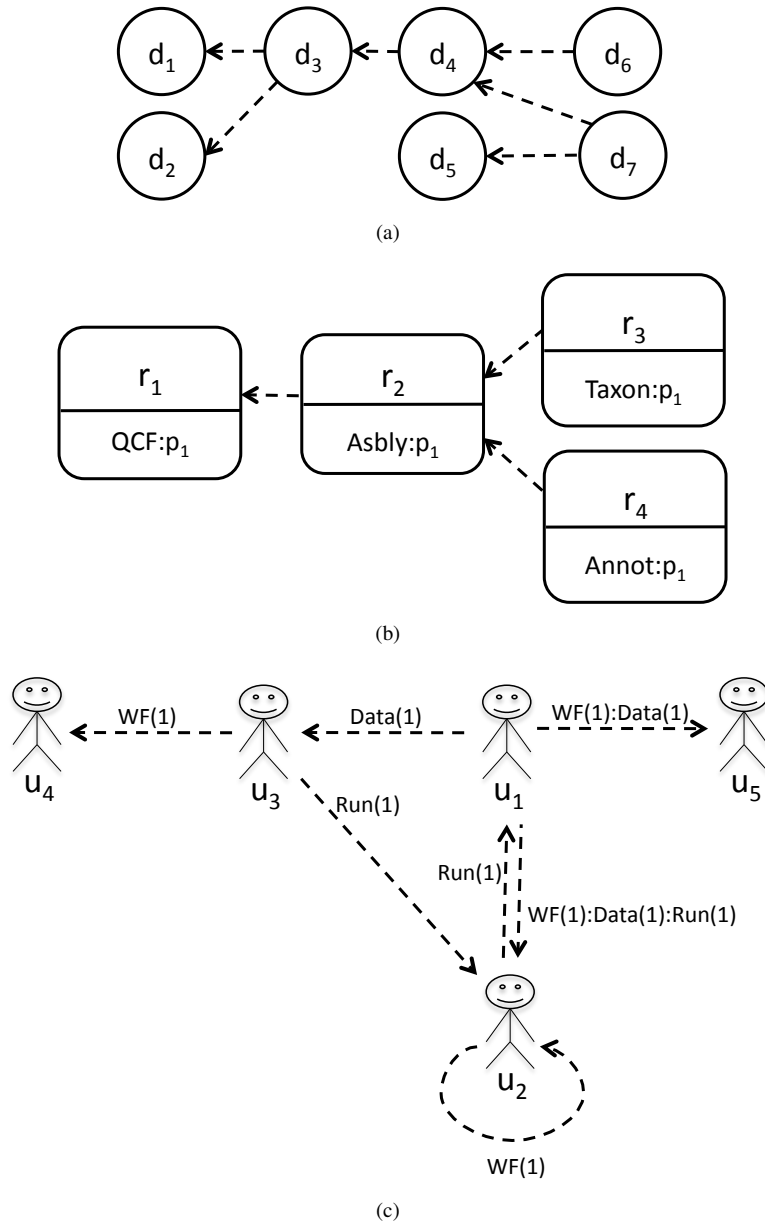 d₁ d₃ d₄ d₆
d₂ d₅ d₇
(a)
r₃
r₁ r₂ Taxon:p₁
QCF:p₁ Asbly:p₁
r₄
Annot:p₁
(b)
WF(1) Data(1) WF(1):Data(1)
u₄ u₃ u₁ u₅
Run(1)
Run(1)
WF(1):Data(1):Run(1)
u₂
WF(1)
(c)